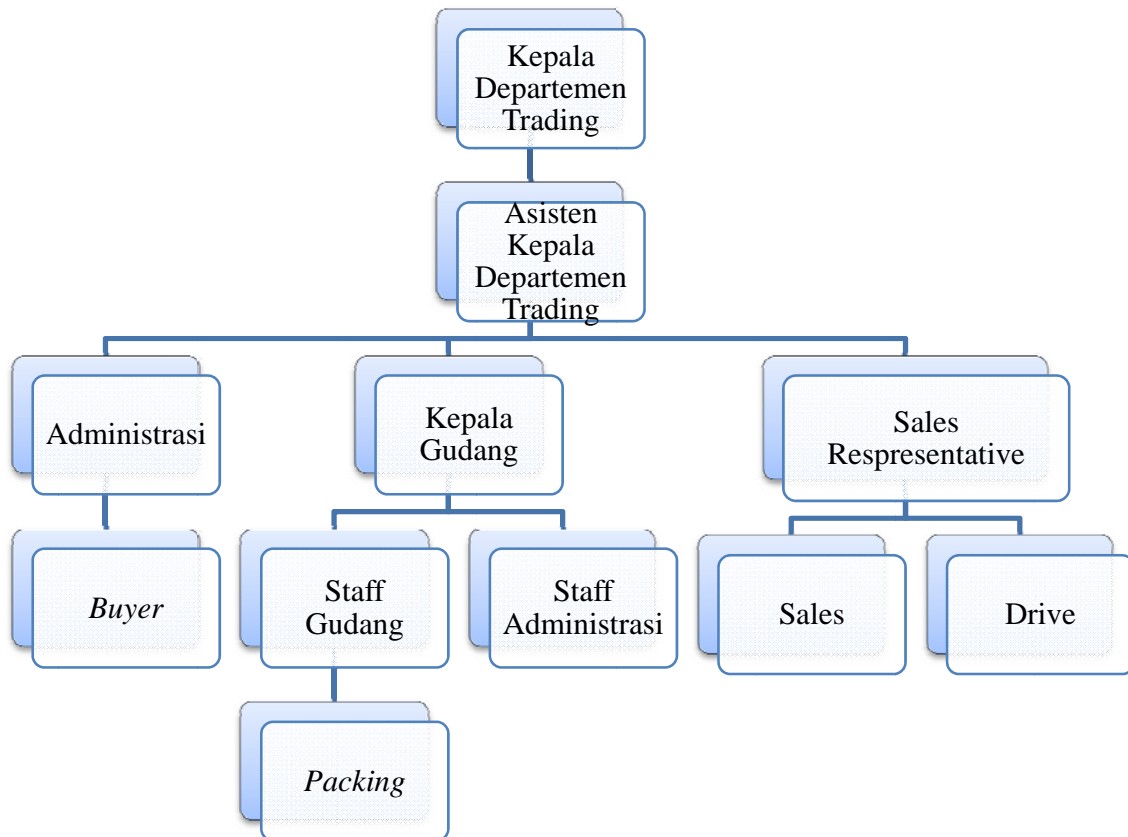 Kepala
Departemen
Trading
Asisten
Kepala
Departemen
Trading
Administrasi
Kepala
Gudang
Sales
Respresentative
Buyer
Staff
Gudang
Staff
Administrasi
Sales
Drive
Packing